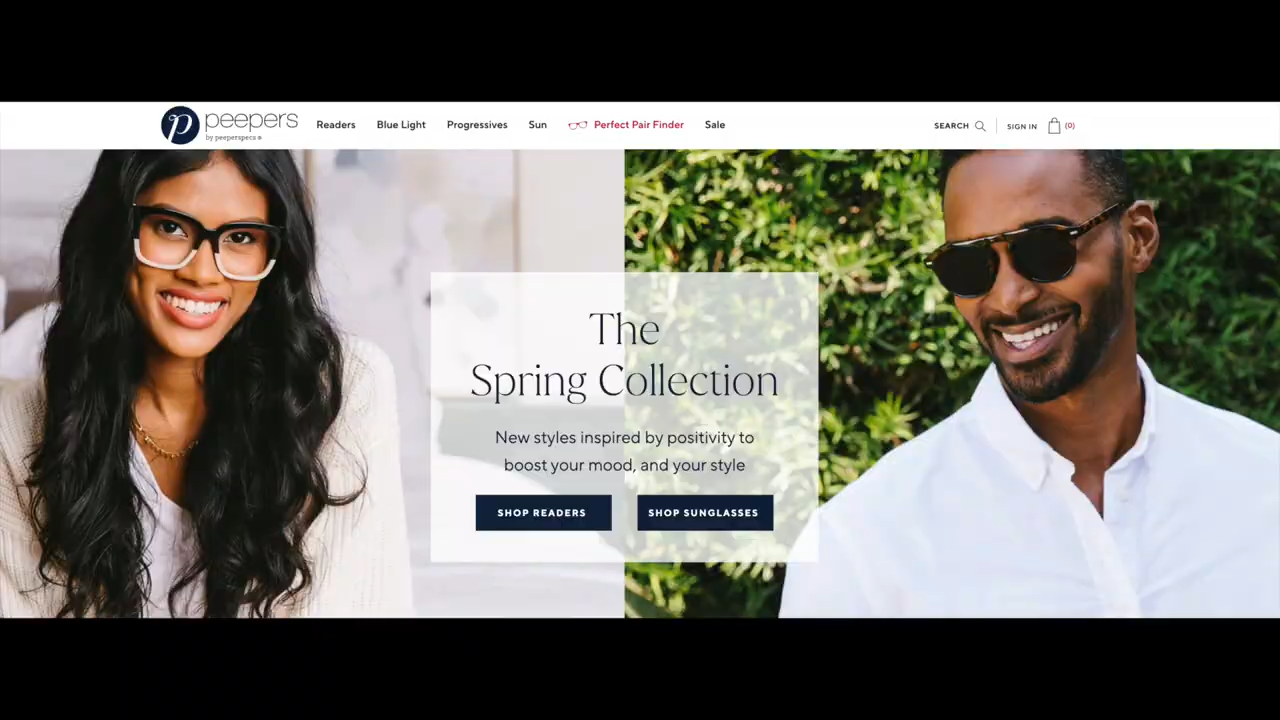 peepers
by peeperspecs ®
Readers
Blue Light
Progressives
Sun
Perfect Pair Finder
Sale
SEARCH
SIGN IN
(0)
The
Spring Collection
New styles inspired by positivity to
boost your mood, and your style
SHOP READERS
SHOP SUNGLASSES